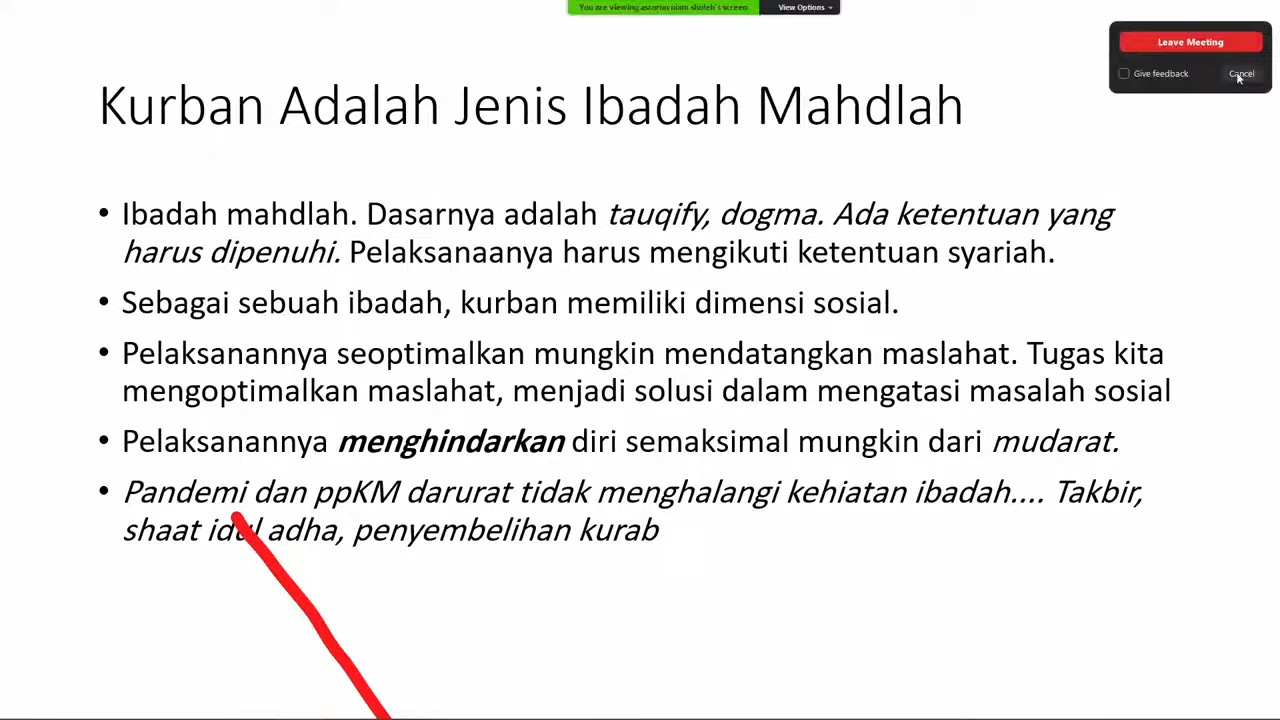 You are viewing asrorun niam sholeh's screen
View Options
Leave Meeting
Give feedback
Cancel
Kurban Adalah Jenis Ibadah Mahdlah
• Ibadah mahdlah. Dasarnya adalah tauqify, dogma. Ada ketentuan yang
harus dipenuhi. Pelaksanaanya harus mengikuti ketentuan syariah.
• Sebagai sebuah ibadah, kurban memiliki dimensi sosial.
• Pelaksanannya seoptimalkan mungkin mendatangkan maslahat. Tugas kita
mengoptimalkan maslahat, menjadi solusi dalam mengatasi masalah sosial
• Pelaksanannya menghindarkan diri semaksimal mungkin dari mudarat.
• Pandemi dan ppKM darurat tidak menghalangi kehiatan ibadah.... Takbir,
shaat idul adha, penyembelihan kurab